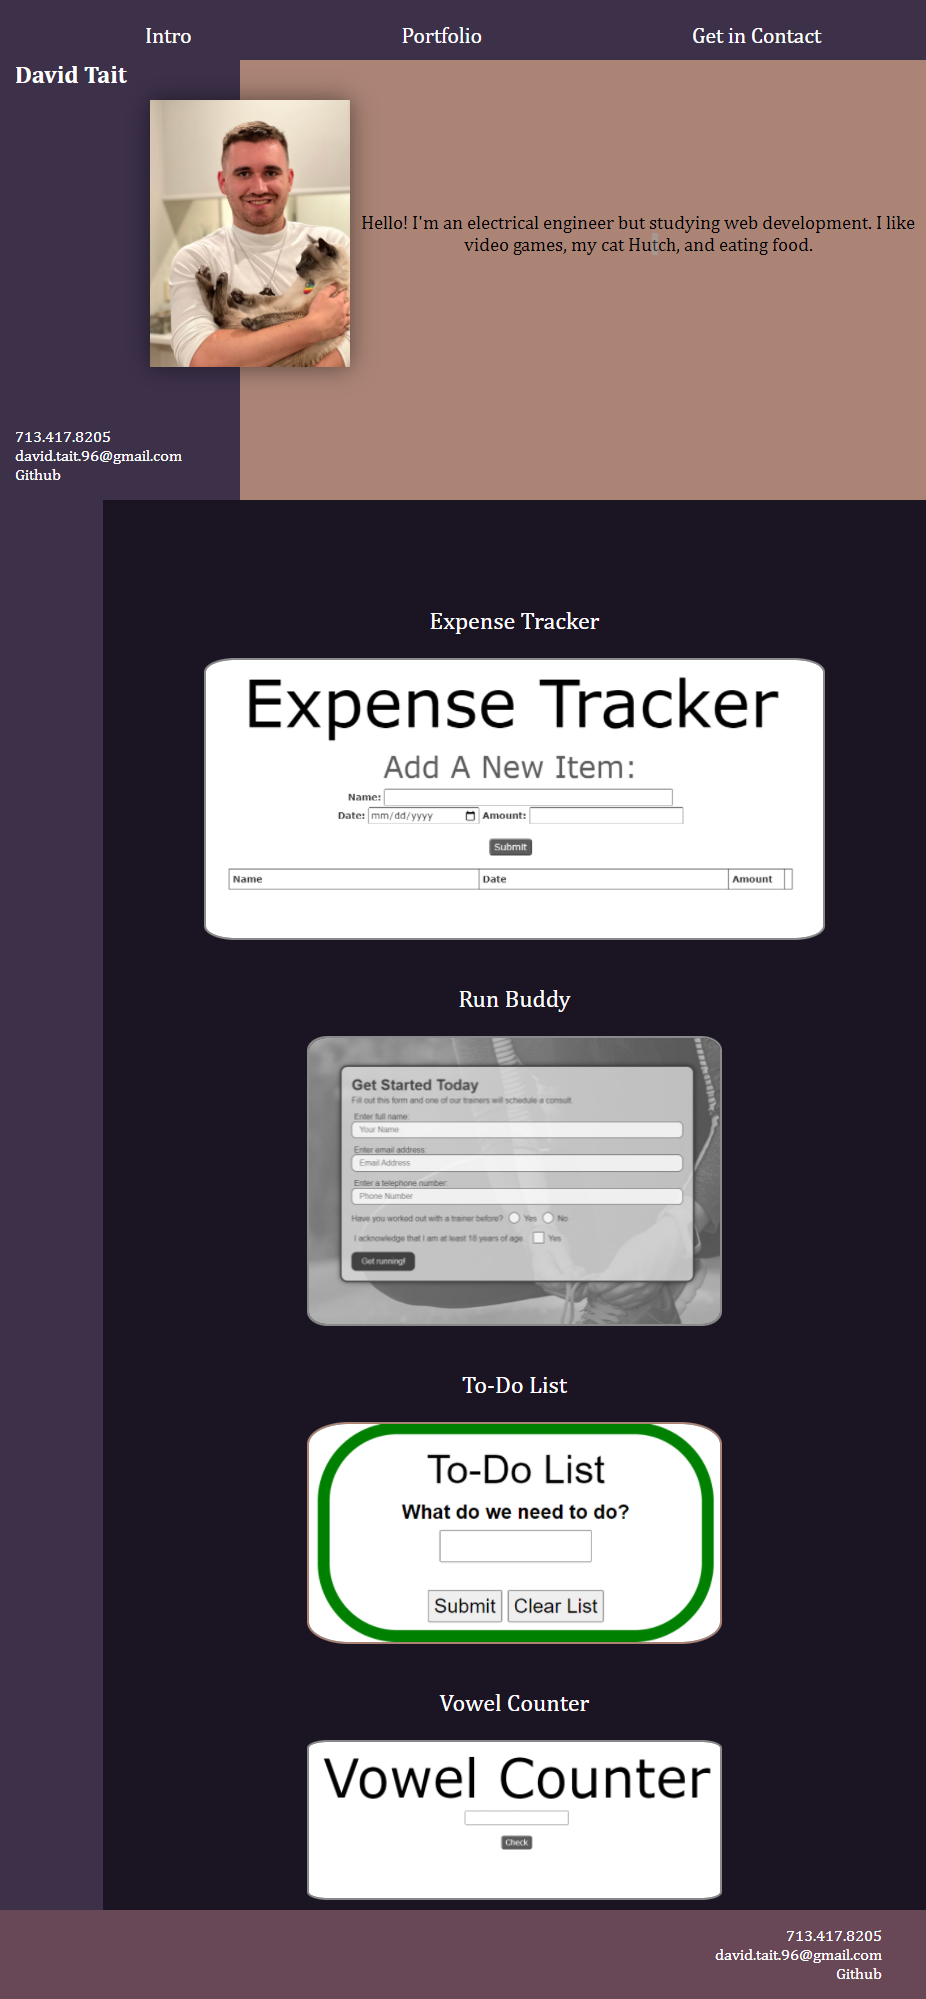 Intro Portfolio Get in Contact
David Tait
Hello! I'm an electrical engineer but studying web development. I like
video games, my cat Hutch, and eating food.
713.417.8205
david.tait.96@gmail.com
Github
Expense Tracker
Expense Tracker
Add A New Item:
Name:
Date: mm/dd/yyyy Amount:
Submit
Name Date Amount
Run Buddy
Get Started Today
Fill out this form and one of our trainers will schedule a consult.
Enter full name:
Your Name
Enter email address:
Email Address
Enter a telephone number:
Phone Number
Have you worked out with a trainer before? Yes No
I acknowledge that I am at least 18 years of age Yes
Get running!
To-Do List
To-Do List
What do we need to do?
Submit Clear List
Vowel Counter
Vowel Counter
Check
713.417.8205
david.tait.96@gmail.com
Github